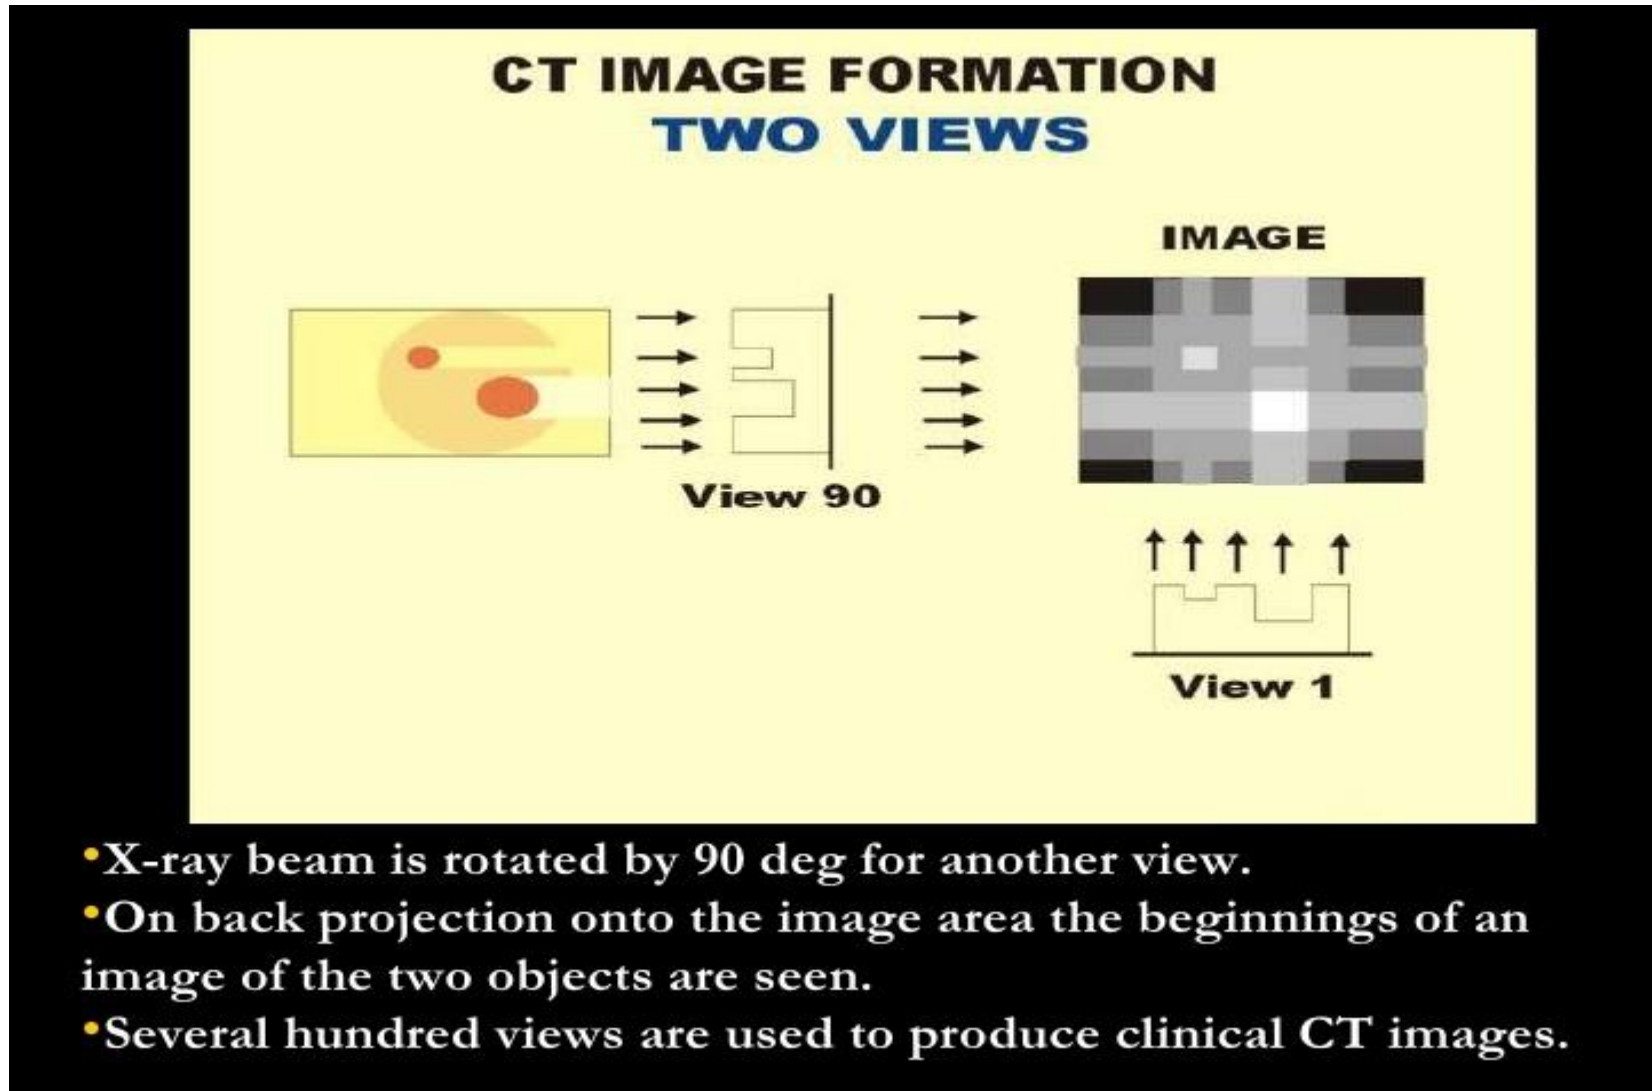 CT IMAGE FORMATION
TWO VIEWS
IMAGE
View 90
View 1
•X-ray beam is rotated by 90 deg for another view.
•On back projection onto the image area the beginnings of an
image of the two objects are seen.
•Several hundred views are used to produce clinical CT images.